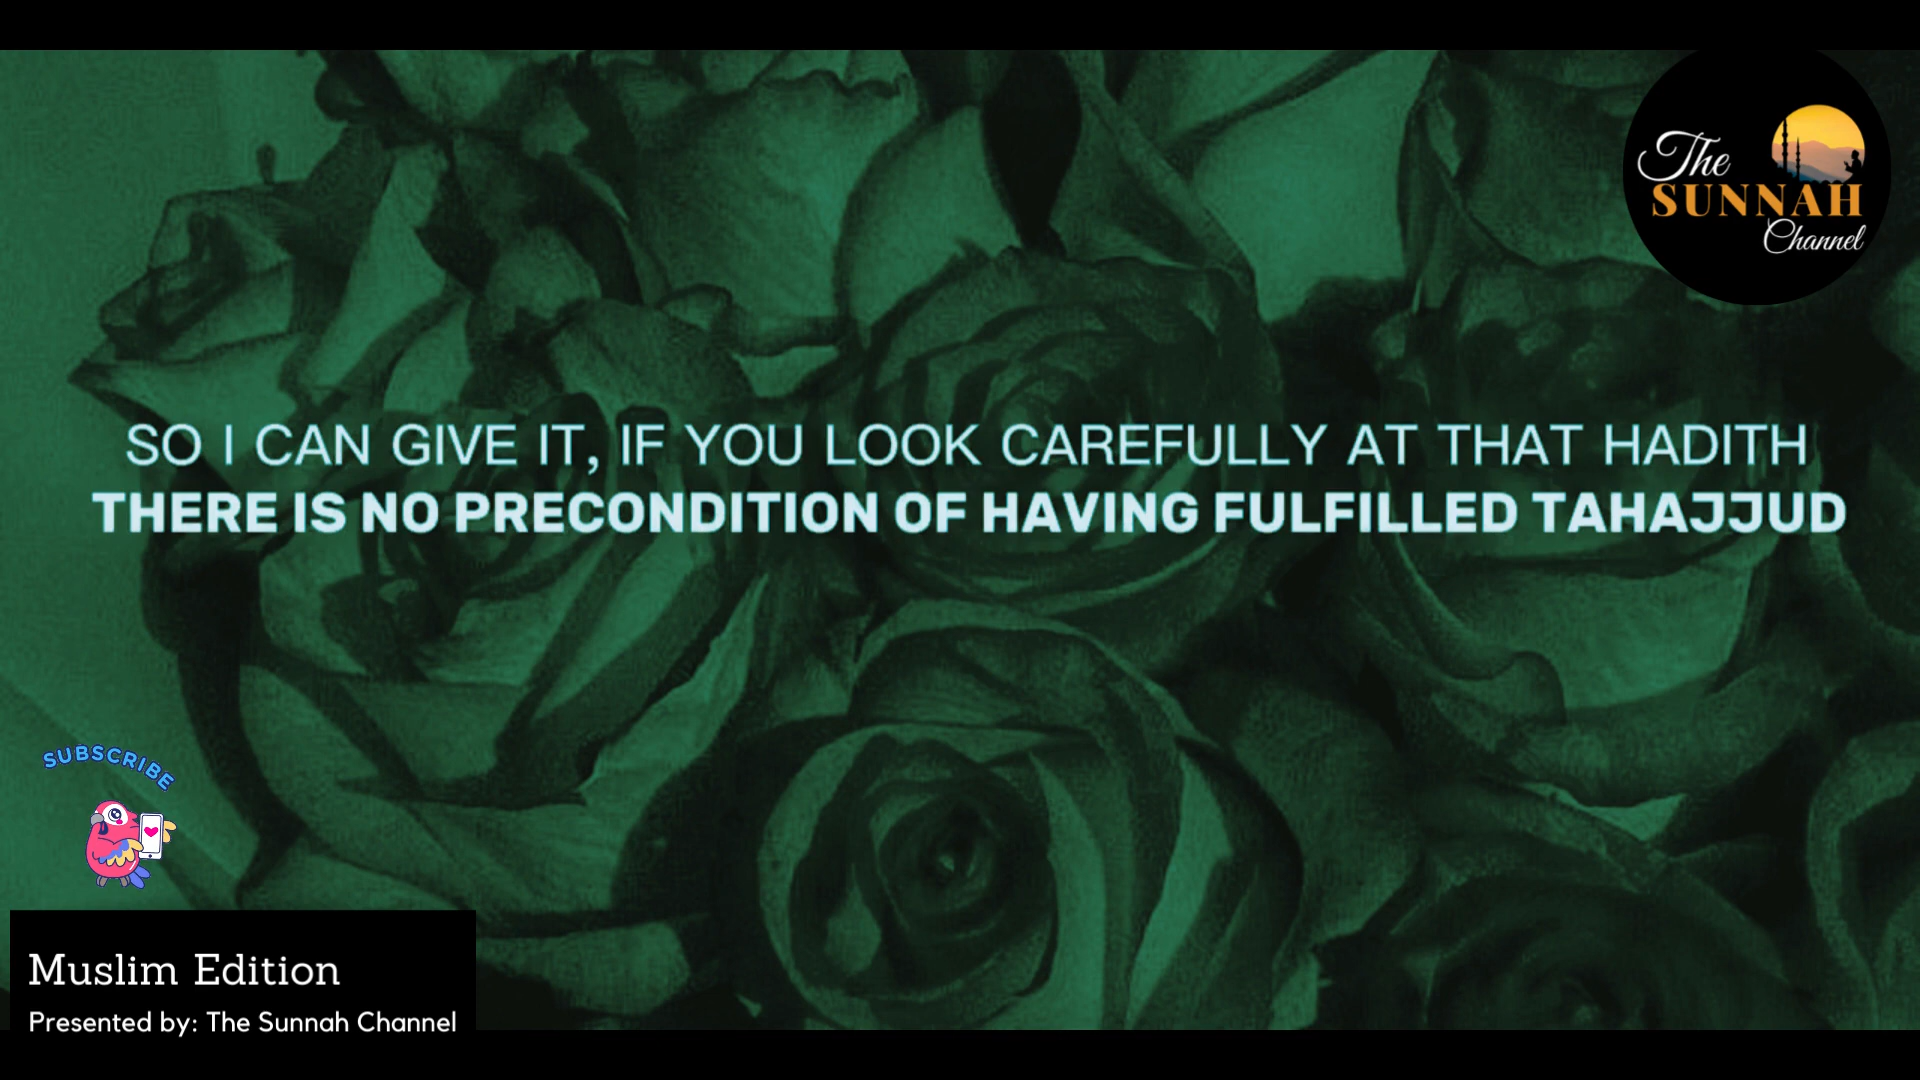 The
SUNNAH
Channel
SO I CAN GIVE IT, IF YOU LOOK CAREFULLY AT THAT HADITH
THERE IS NO PRECONDITION OF HAVING FULFILLED TAHAJJUD
SUBSCRIBE
Muslim Edition
Presented by: The Sunnah Channel